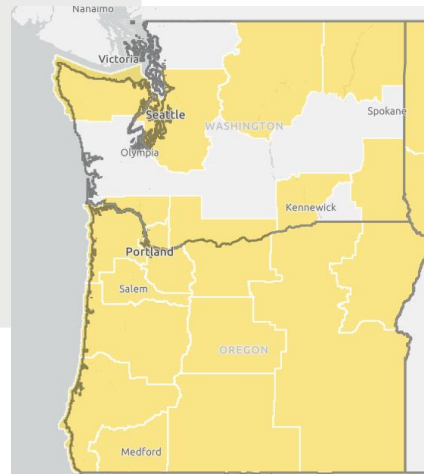 Nanaimo
Victoria
Seattle
Spokane
WASHINGTON
Olympia
Kennewick
Portland
Salem
OREGON
Medford